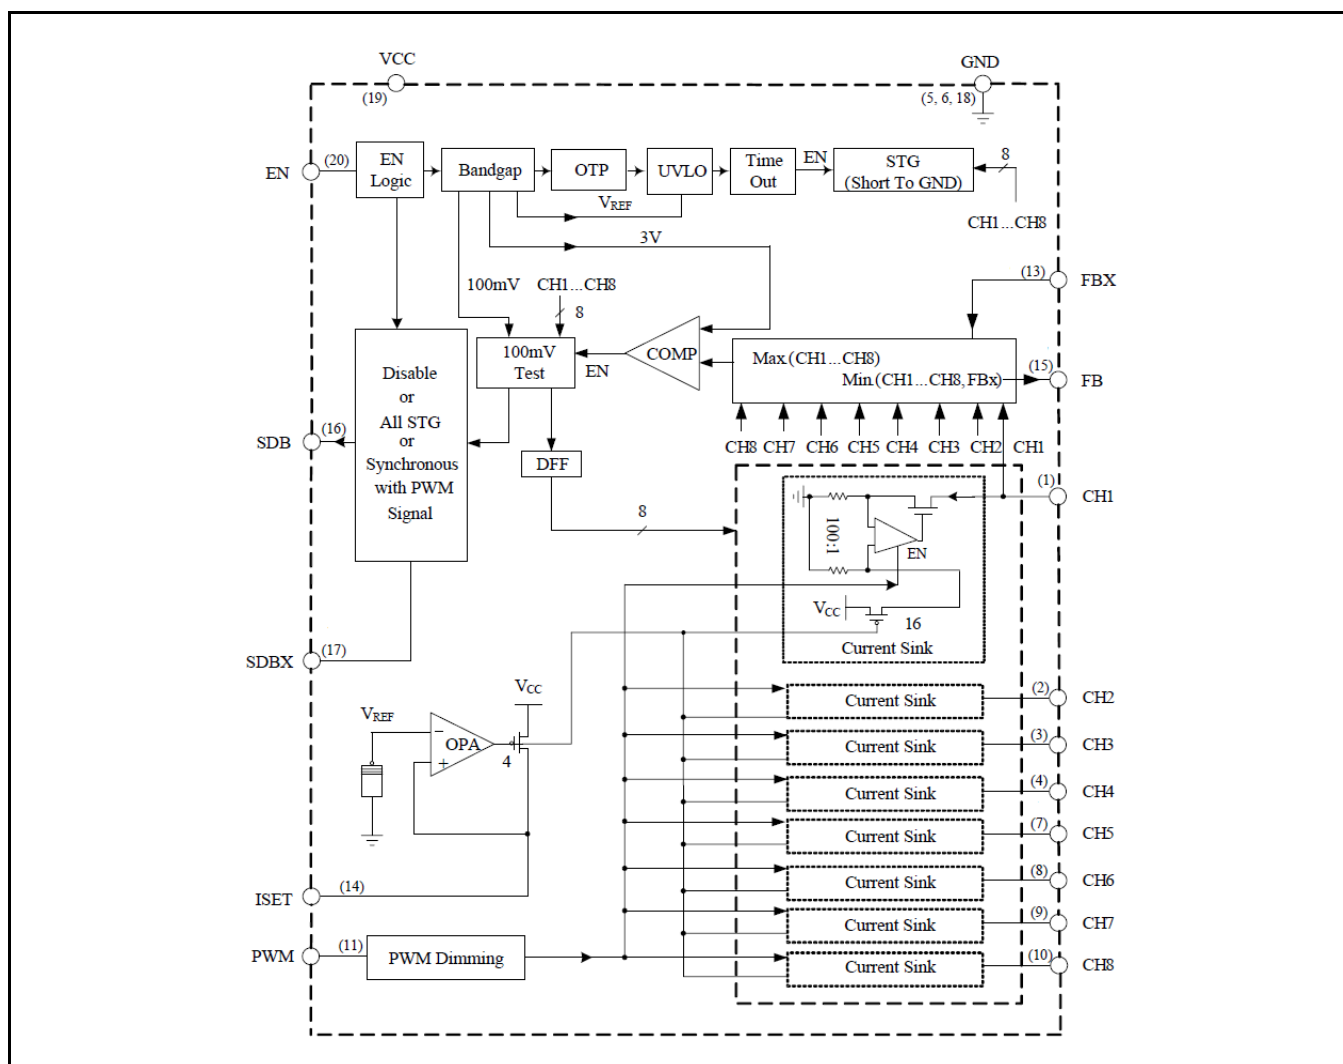 VCC
GND
(19)
(5, 6, 18)
EN
(20)
EN
Logic
Bandgap
OTP
UVLO
Time
Out
EN
STG
(Short To GND)
8
VREF
CH1...CH8
3V
(13)
FBX
100mV
CH1...CH8
8
100mV
Test
EN
COMP
Max.(CH1...CH8)
Min.(CH1...CH8, FBx)
(15)
FB
Disable
or
All STG
or
Synchronous
with PWM
Signal
SDB
(16)
CH8
CH7
CH6
CH5
CH4
CH3
CH2
CH1
DFF
8
(1)
CH1
100:1
EN
VCC
16
Current Sink
SDBX
(17)
VCC
VREF
−
OPA
+
4
Current Sink
(2)
CH2
Current Sink
(3)
CH3
Current Sink
(4)
CH4
Current Sink
(7)
CH5
Current Sink
(8)
CH6
ISET
(14)
Current Sink
(9)
CH7
PWM
(11)
PWM Dimming
Current Sink
(10)
CH8